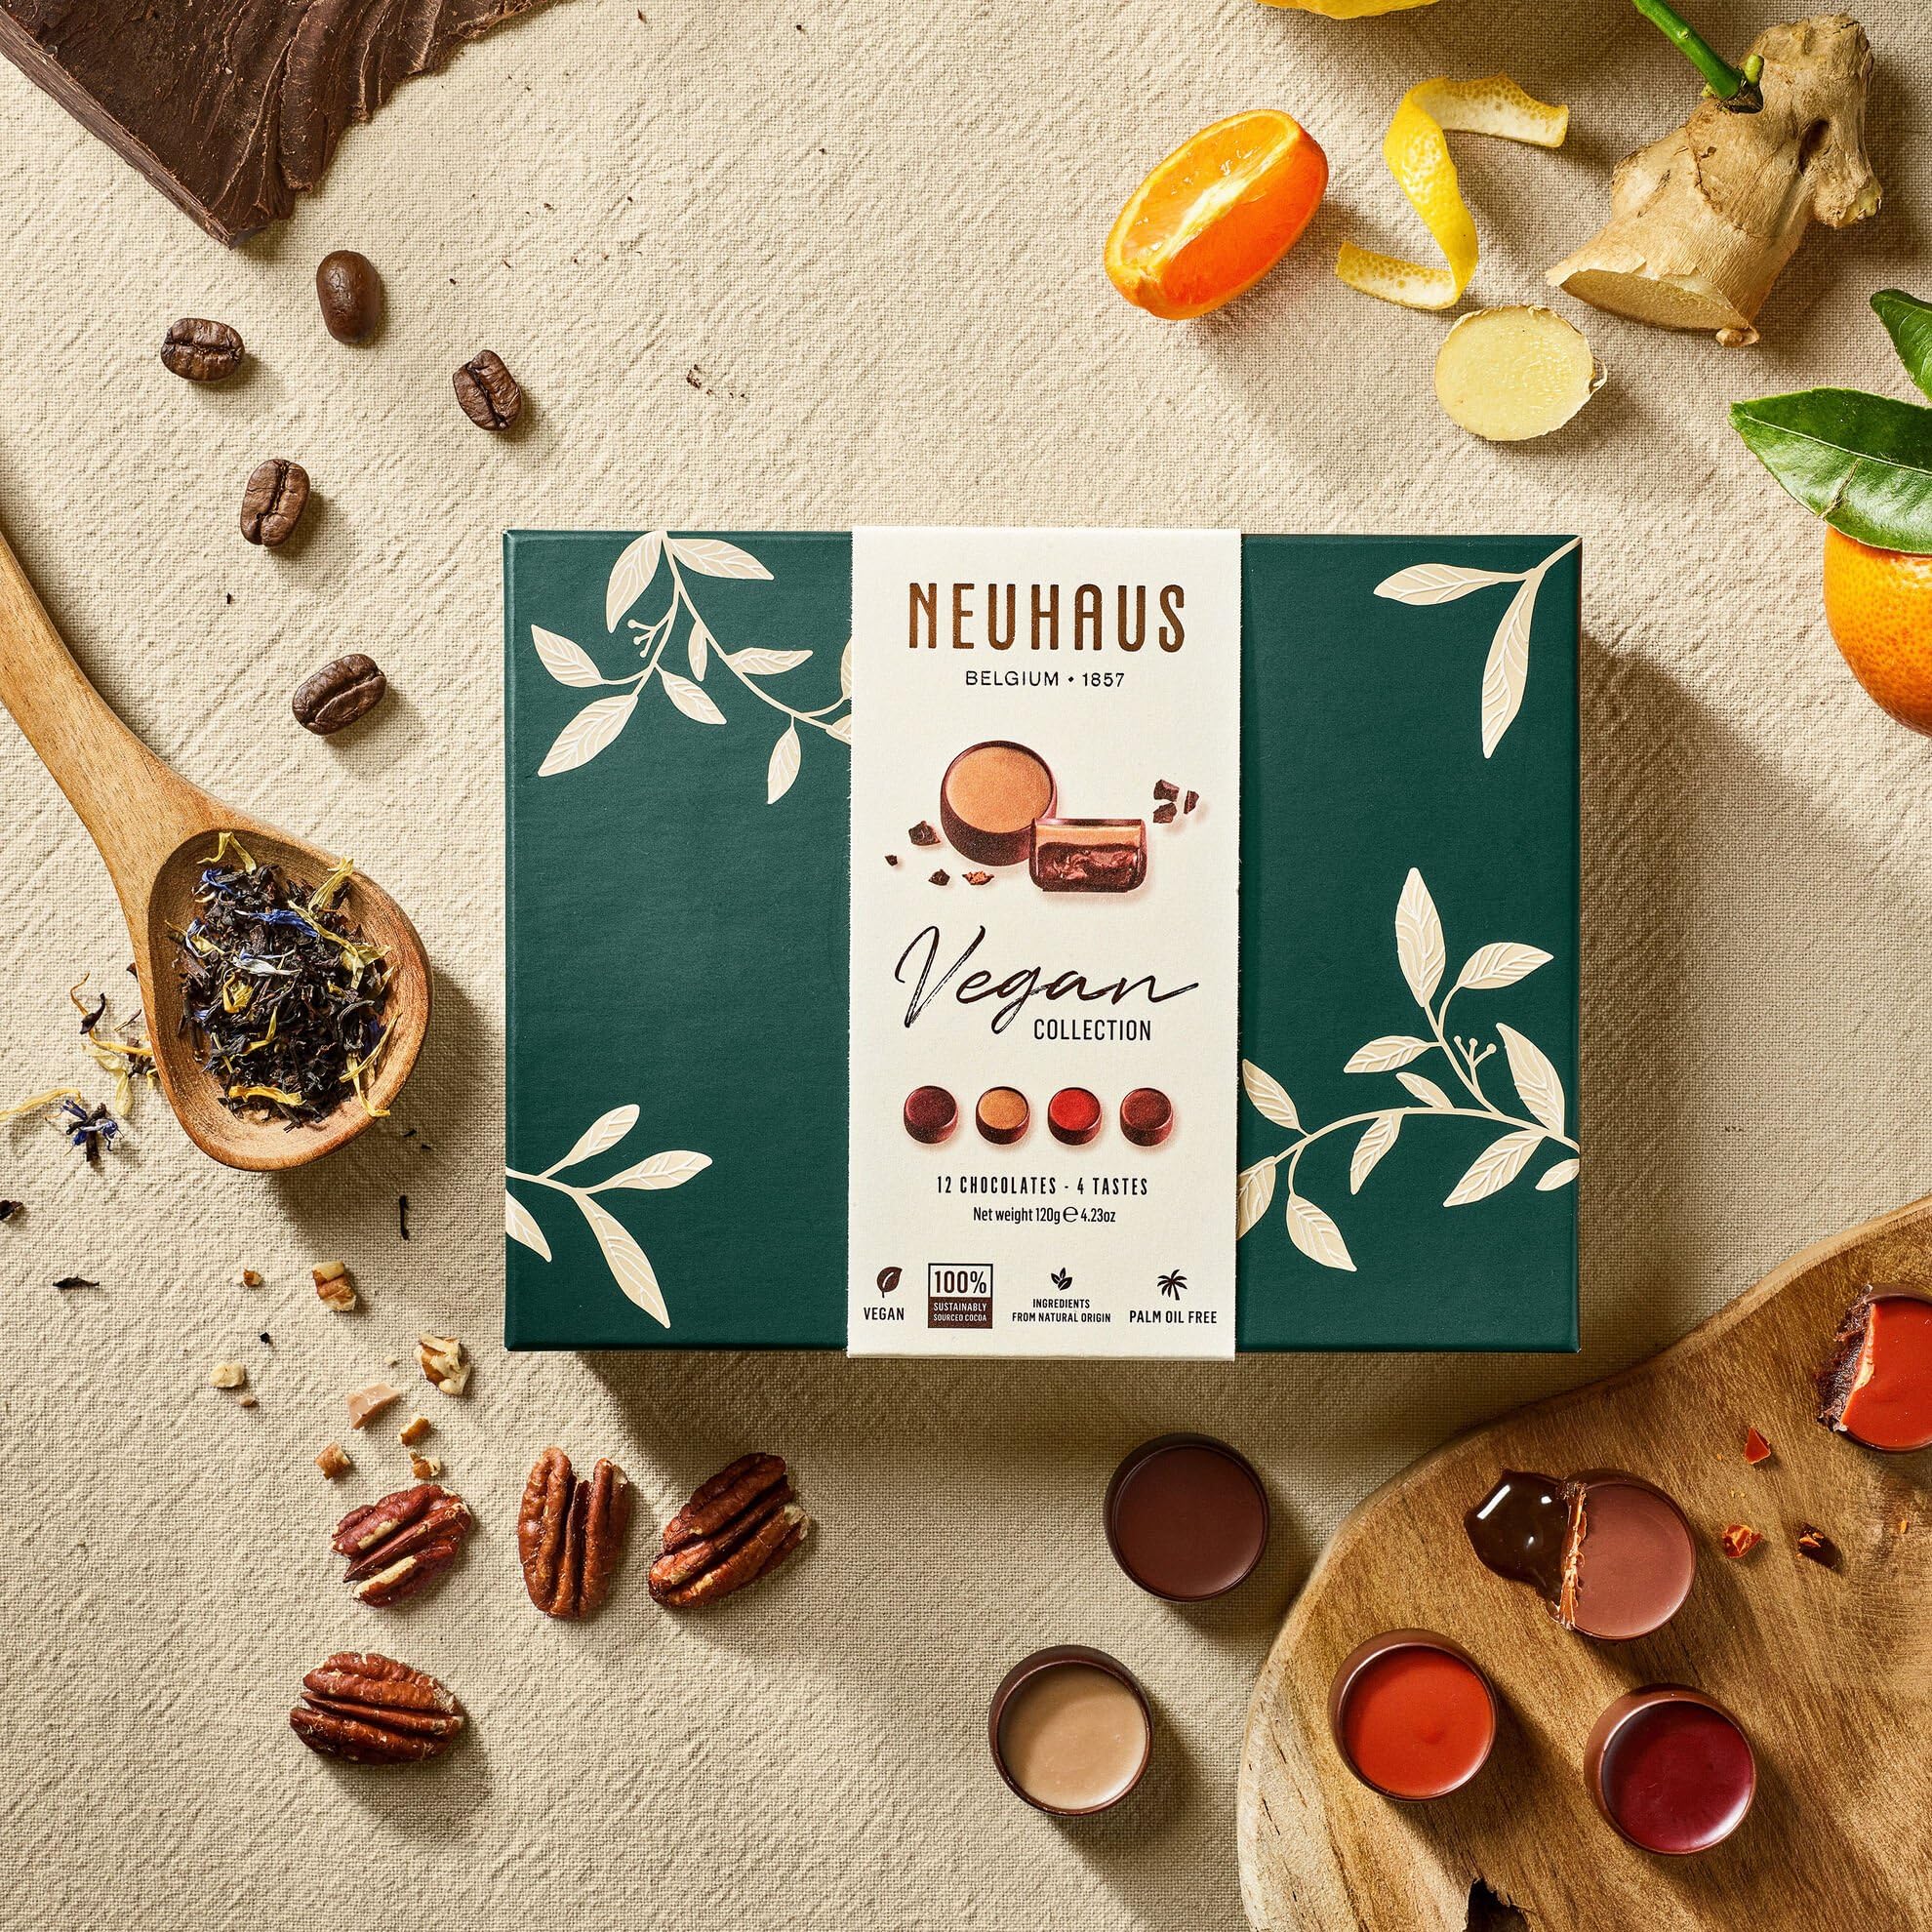 NEUHAUS
BELGIUM • 1857
Vegan
COLLECTION
12 CHOCOLATES - 4 TASTES
Net weight 120g ℮ 4.23oz
VEGAN
100%
SUSTAINABLY
SOURCED COCOA
INGREDIENTS
FROM NATURAL ORIGIN
PALM OIL FREE